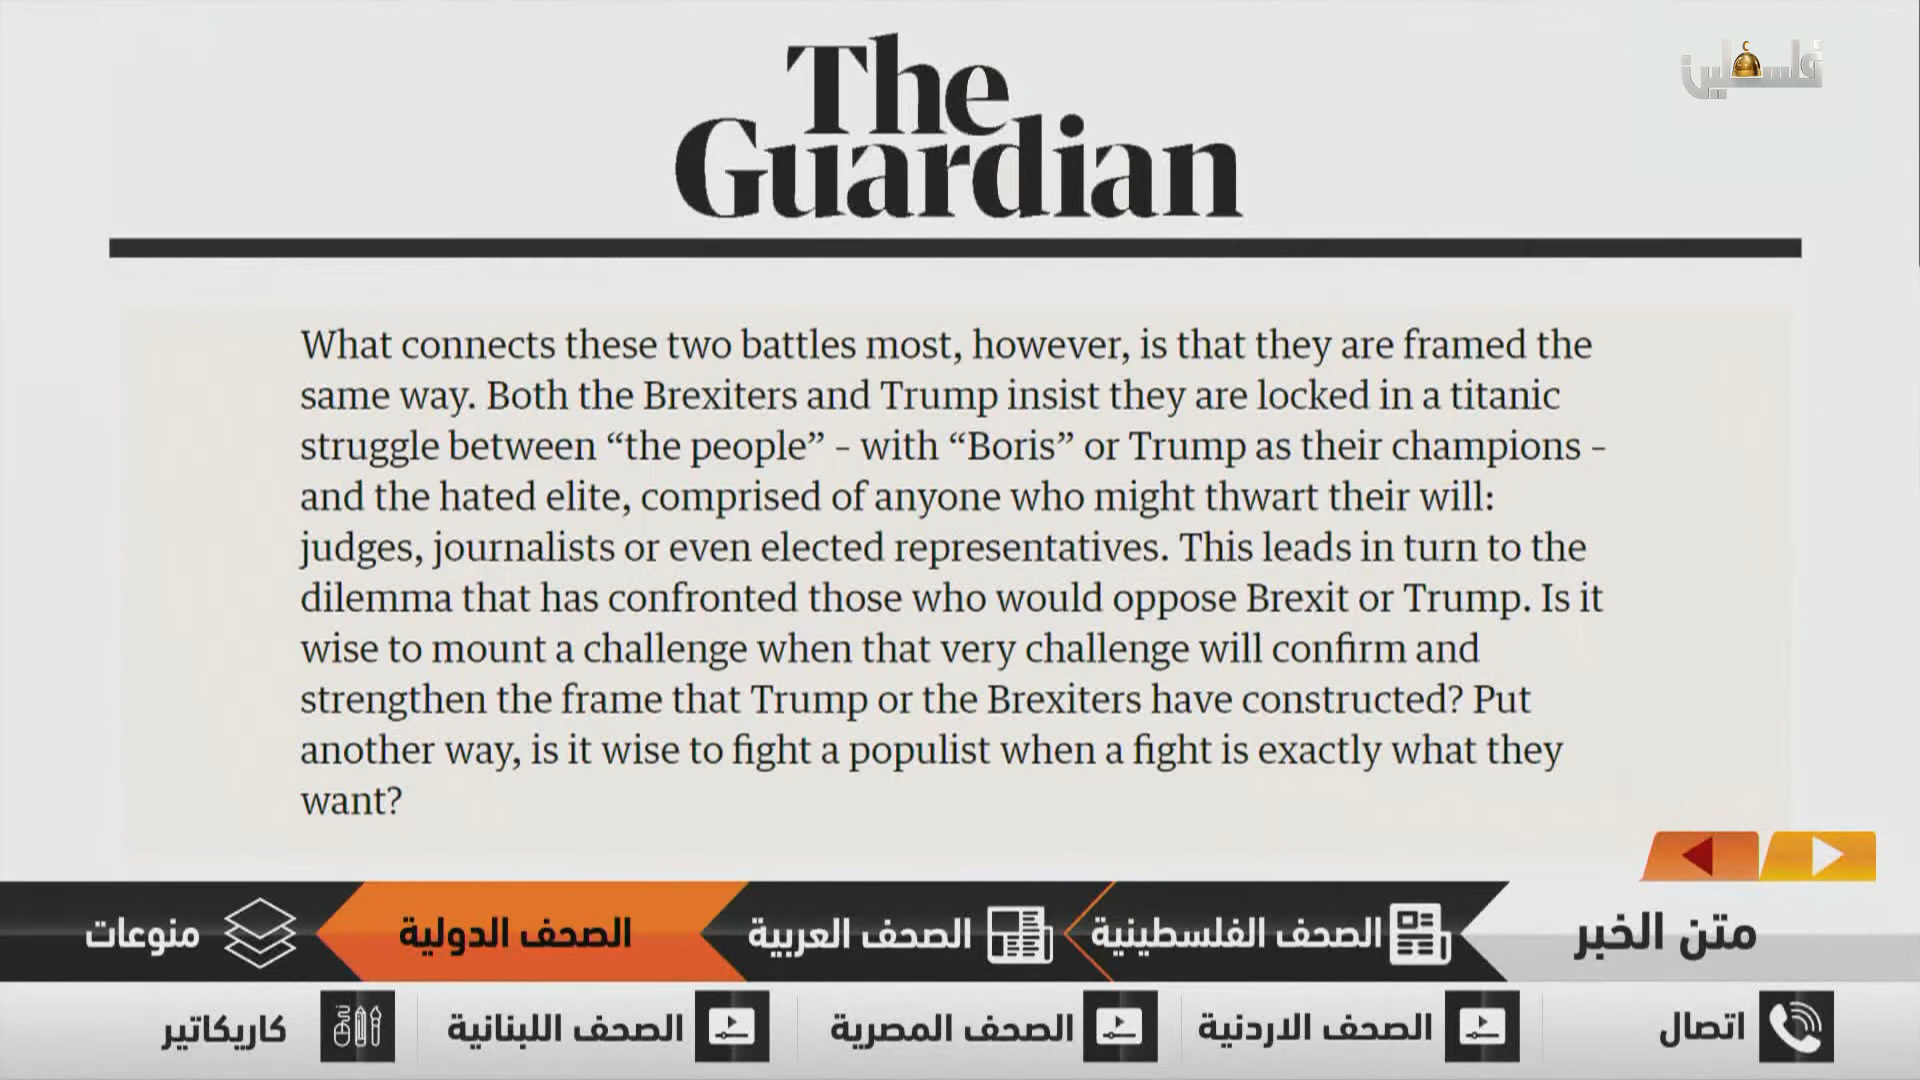 The
Guardian
فلسطين
What connects these two battles most, however, is that they are framed the
same way. Both the Brexiters and Trump insist they are locked in a titanic
struggle between “the people” – with “Boris” or Trump as their champions –
and the hated elite, comprised of anyone who might thwart their will:
judges, journalists or even elected representatives. This leads in turn to the
dilemma that has confronted those who would oppose Brexit or Trump. Is it
wise to mount a challenge when that very challenge will confirm and
strengthen the frame that Trump or the Brexiters have constructed? Put
another way, is it wise to fight a populist when a fight is exactly what they
want?
متن الخبر
الصحف الفلسطينية
الصحف العربية
الصحف الدولية
منوعات
اتصال
الصحف الاردنية
الصحف المصرية
الصحف اللبنانية
كاريكاتير